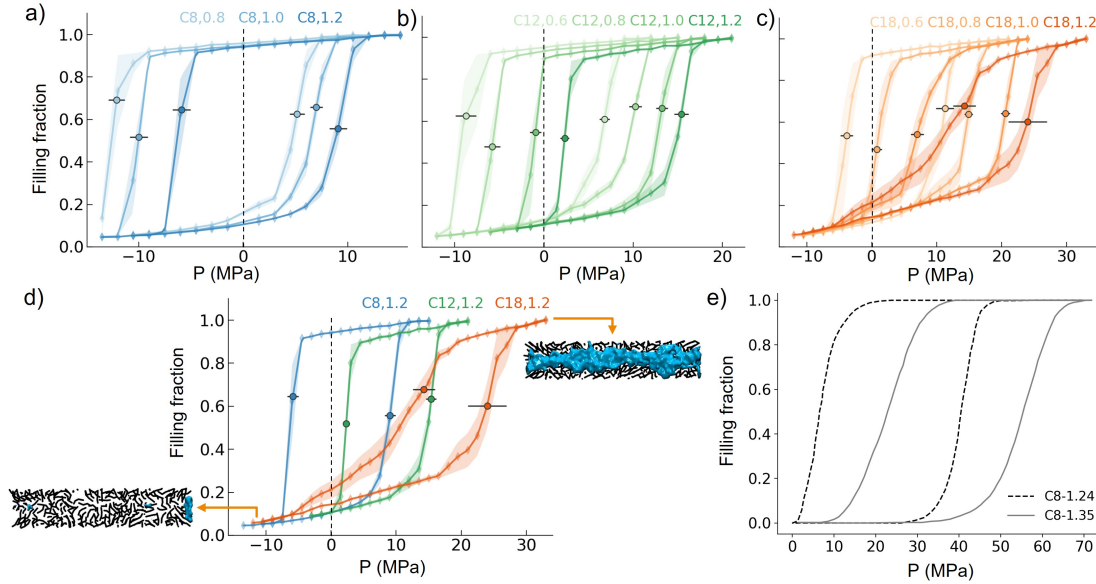 a)
C8,0.8 C8,1.0 C8,1.2
Filling fraction
1.0
0.8
0.6
0.4
0.2
0.0
−10 0 10
P (MPa)
b)
C12,0.6 C12,0.8 C12,1.0 C12,1.2
−10 0 10 20
P (MPa)
c)
C18,0.6 C18,0.8 C18,1.0 C18,1.2
−10 0 10 20 30
P (MPa)
d)
C8,1.2 C12,1.2 C18,1.2
Filling fraction
1.0
0.8
0.6
0.4
0.2
0.0
−10 0 10 20 30
P (MPa)
e)
Filling fraction
1.0
0.8
0.6
0.4
0.2
0.0
C8-1.24
C8-1.35
0 10 20 30 40 50 60 70
P (MPa)